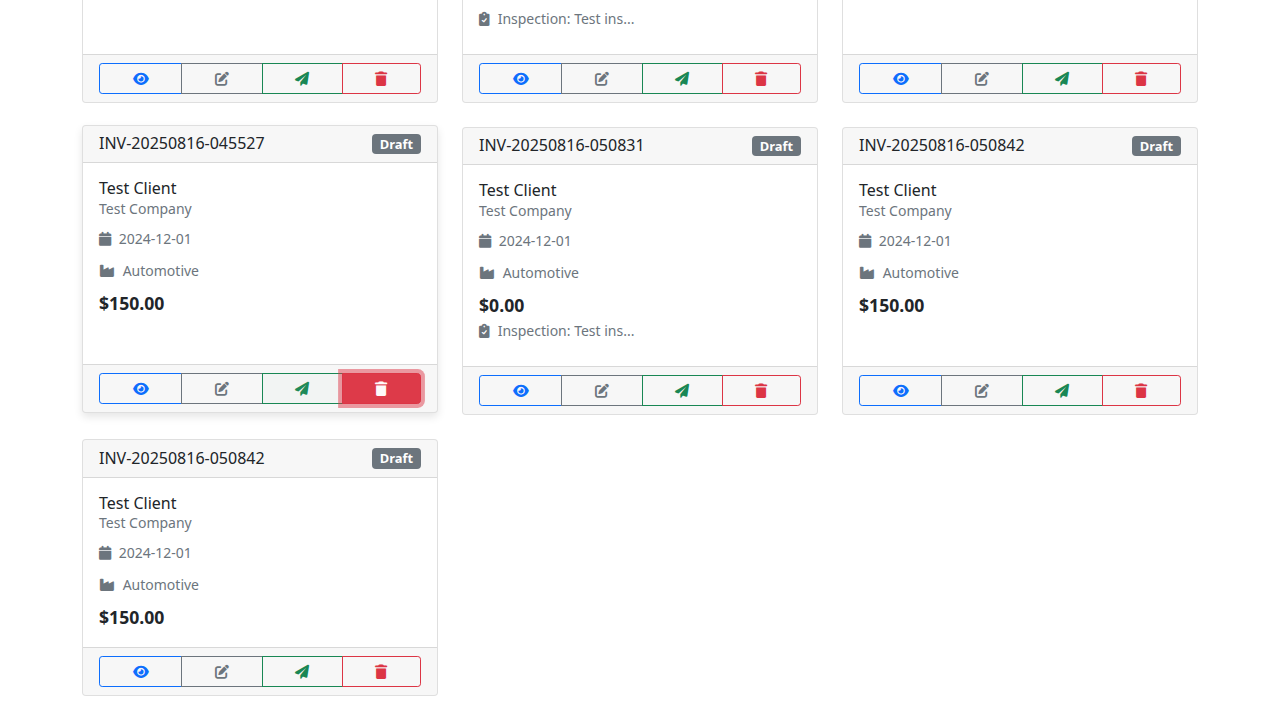 Inspection: Test ins...
INV-20250816-045527
Draft
Test Client
Test Company
2024-12-01
Automotive
$150.00
INV-20250816-050831
Draft
Test Client
Test Company
2024-12-01
Automotive
$0.00
Inspection: Test ins...
INV-20250816-050842
Draft
Test Client
Test Company
2024-12-01
Automotive
$150.00
INV-20250816-050842
Draft
Test Client
Test Company
2024-12-01
Automotive
$150.00